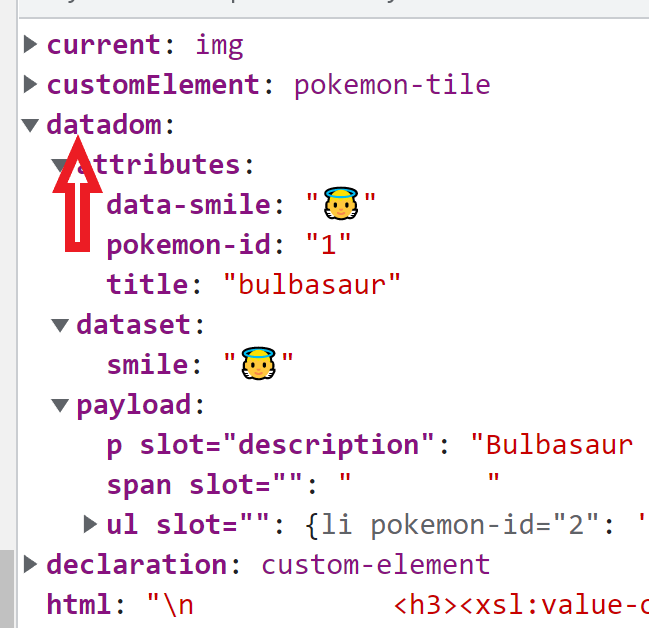 current: img
customElement: pokemon-tile
datadom:
attributes:
data-smile: "😇"
pokemon-id: "1"
title: "bulbasaur"
dataset:
smile: "😇"
payload:
p slot="description": "Bulbasaur
span slot="": " "
ul slot="": {li pokemon-id="2": '
declaration: custom-element
html: "\n <h3><xsl:value-o